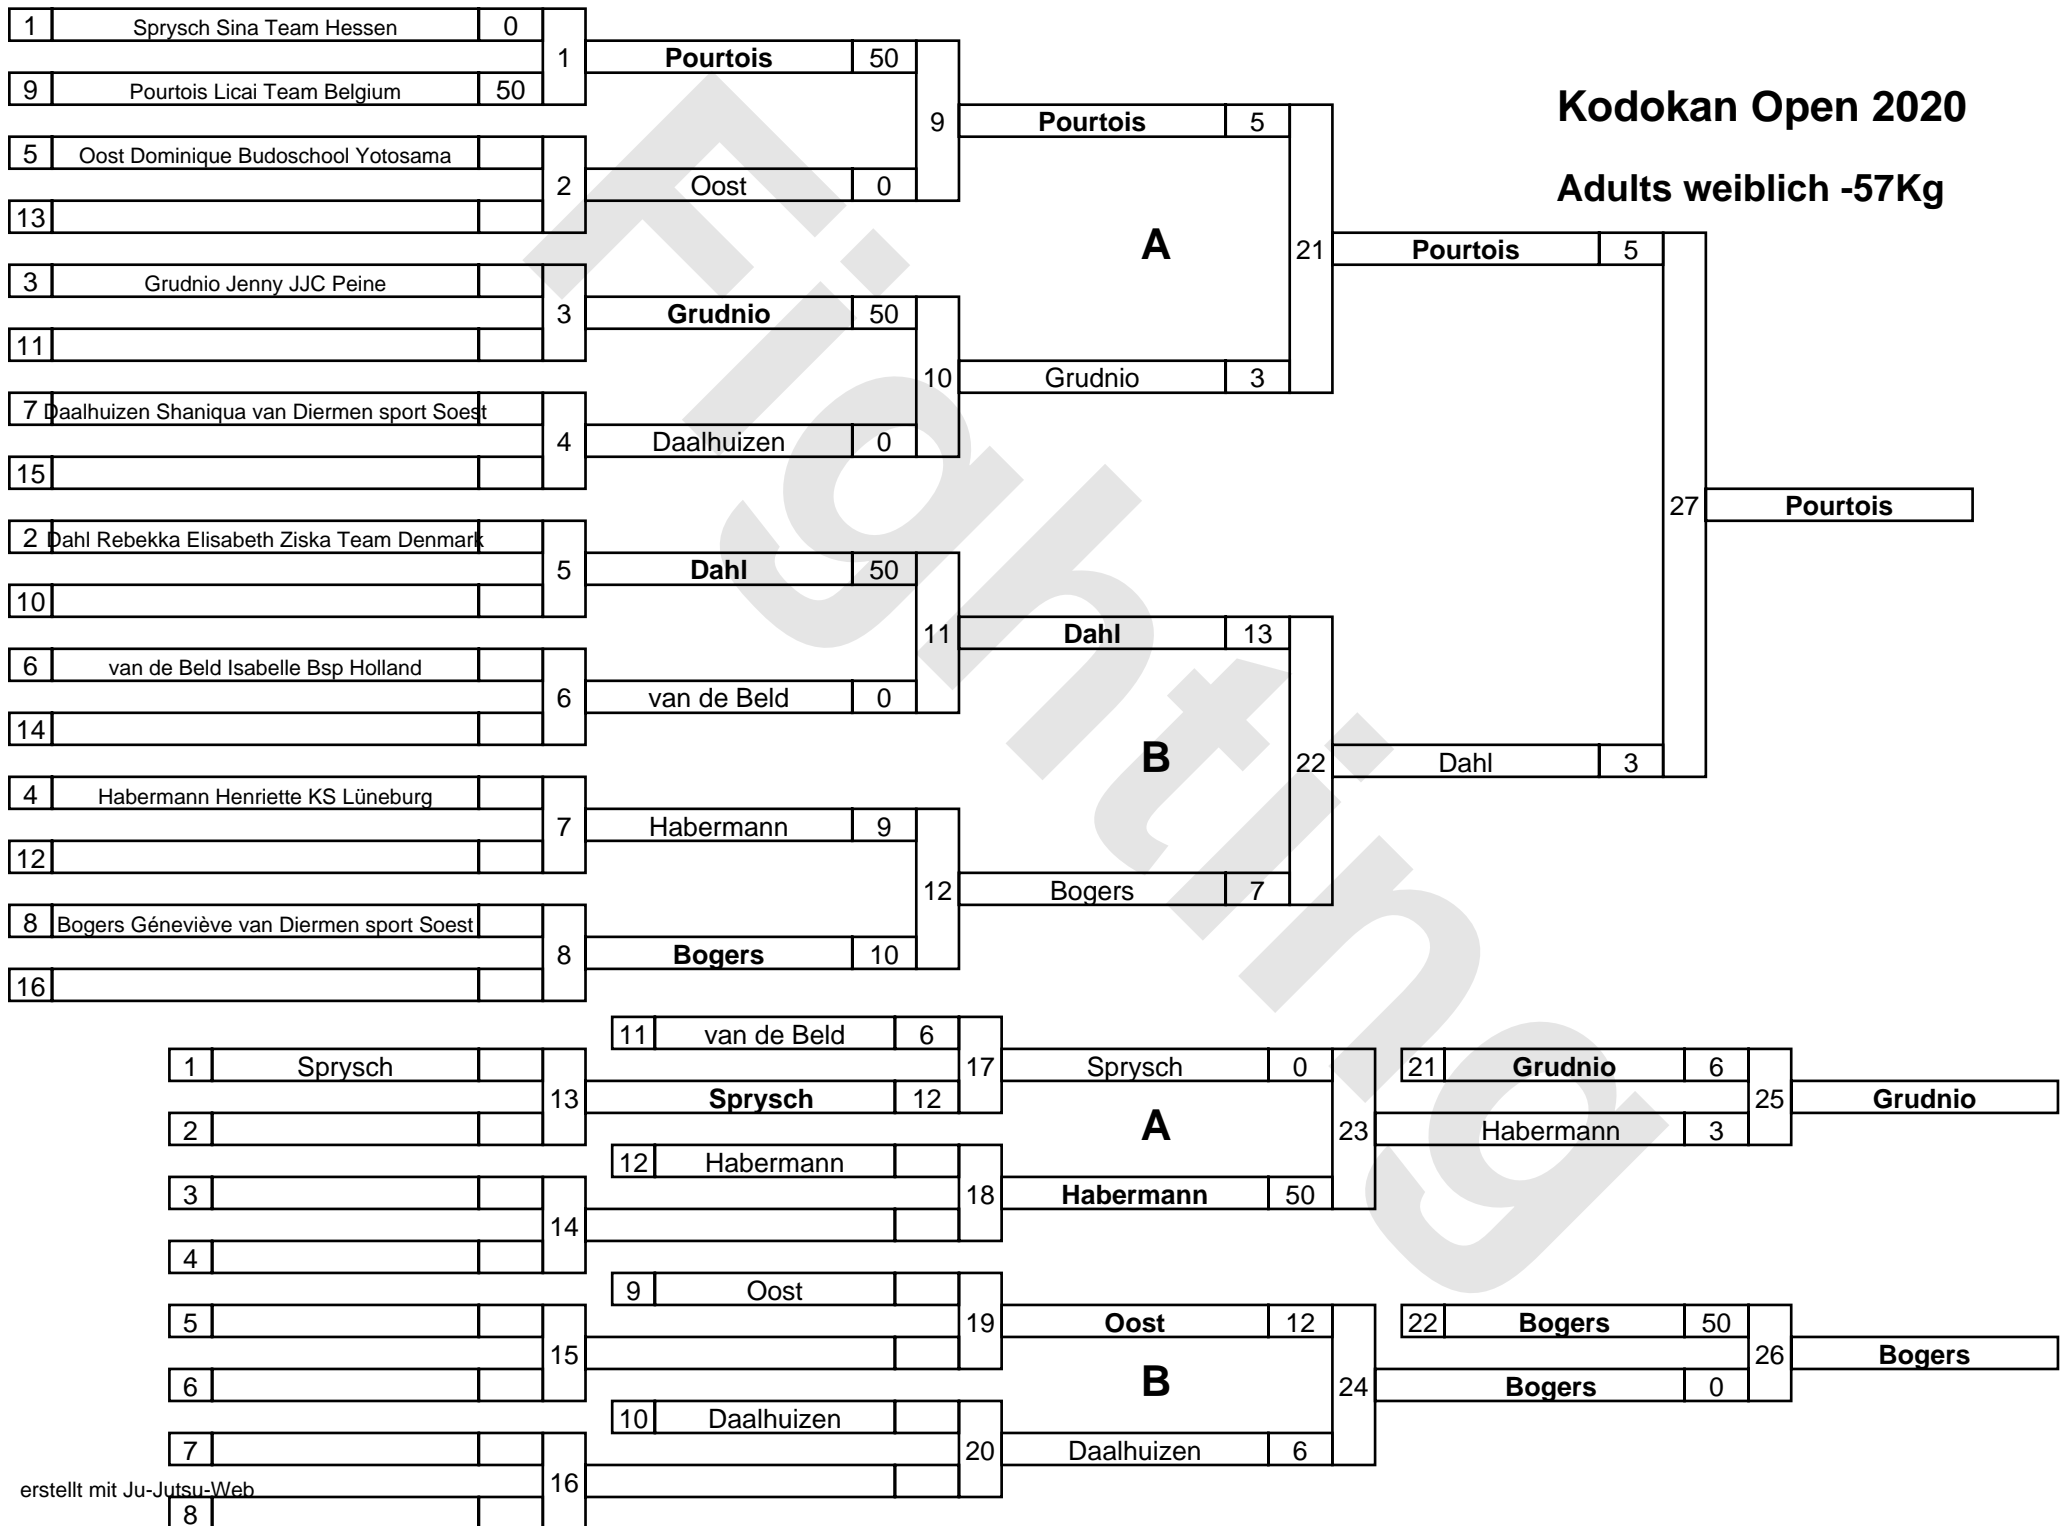 Kodokan Open 2020
Adults weiblich -57Kg
1 Sprysch Sina Team Hessen 0
1 Pourtois 50
9 Pourtois Licai Team Belgium 50
9 Pourtois 5
5 Oost Dominique Budoschool Yotosama
2 Oost 0
13
A
21 Pourtois 5
3 Grudnio Jenny JJC Peine
3 Grudnio 50
11
10 Grudnio 3
7 Daalhuizen Shaniqua van Diermen sport Soest
4 Daalhuizen 0
15
27 Pourtois
2 Dahl Rebekka Elisabeth Ziska Team Denmark
5 Dahl 50
10
11 Dahl 13
6 van de Beld Isabelle Bsp Holland
6 van de Beld 0
14
B
22 Dahl 3
4 Habermann Henriette KS Lüneburg
7 Habermann 9
12
12 Bogers 7
8 Bogers Géneviève van Diermen sport Soest
8 Bogers 10
16
11 van de Beld 6
1 Sprysch
17 Sprysch 0
21 Grudnio 6
13 Sprysch 12
25 Grudnio
2
A
23 Habermann 3
12 Habermann
3
18 Habermann 50
14
4
9 Oost
5
19 Oost 12
22 Bogers 50
15
26 Bogers
6
B
24 Bogers 0
10 Daalhuizen
7
20 Daalhuizen 6
16
erstellt mit Ju-Jutsu-Web
8
Fighting